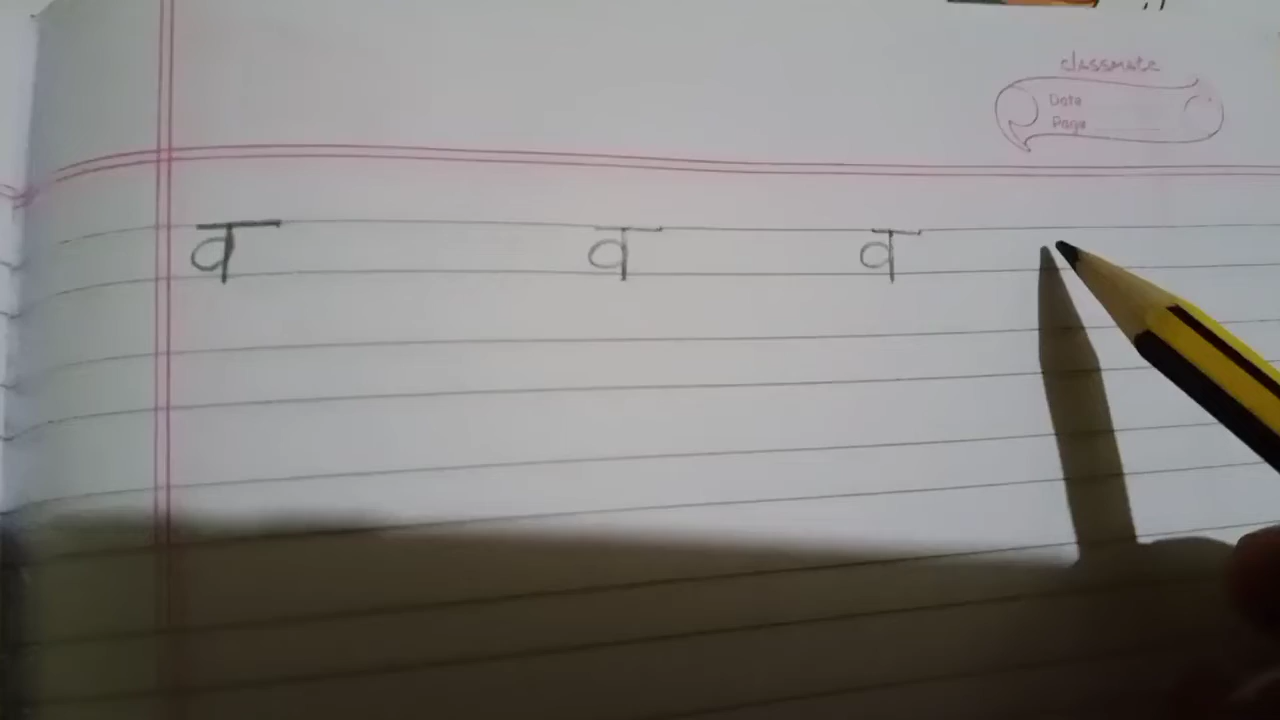 classmate
Date
Page
व व व